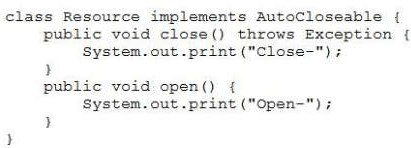 class Resource implements AutoCloseable {
    public void close() throws Exception {
        System.out.print("Close-");
    }
    public void open() {
        System.out.print("Open-");
    }
}